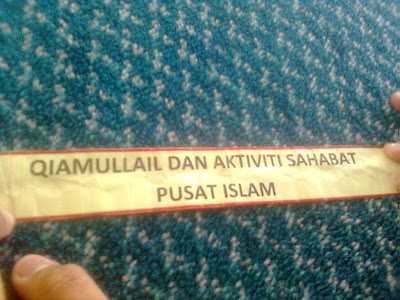 QIAMULLAIL DAN AKTIVITI SAHABAT
PUSAT ISLAM